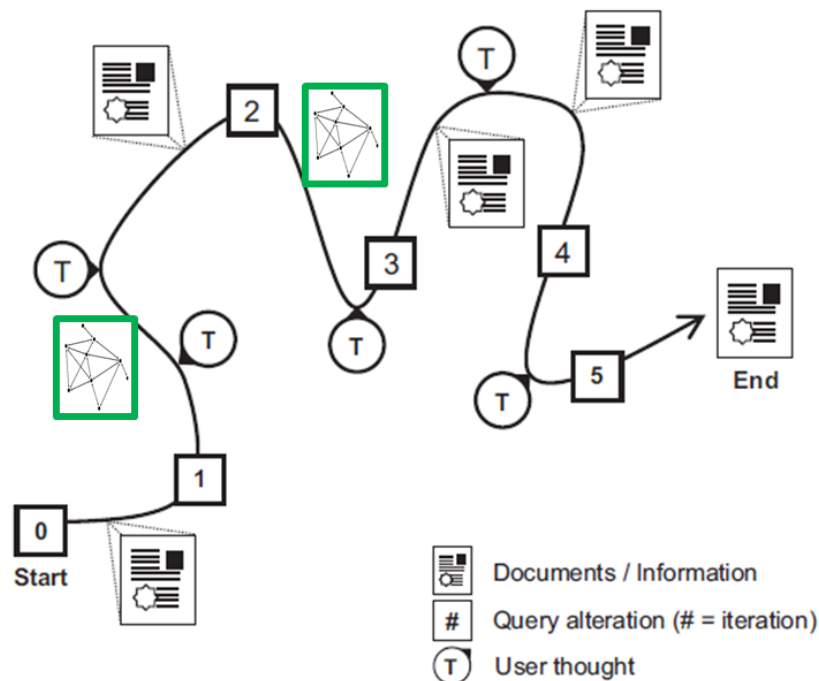 T
2
T
3
4
T
T
T
5
T
End
1
0
Start
Documents / Information
# Query alteration (# = iteration)
T User thought